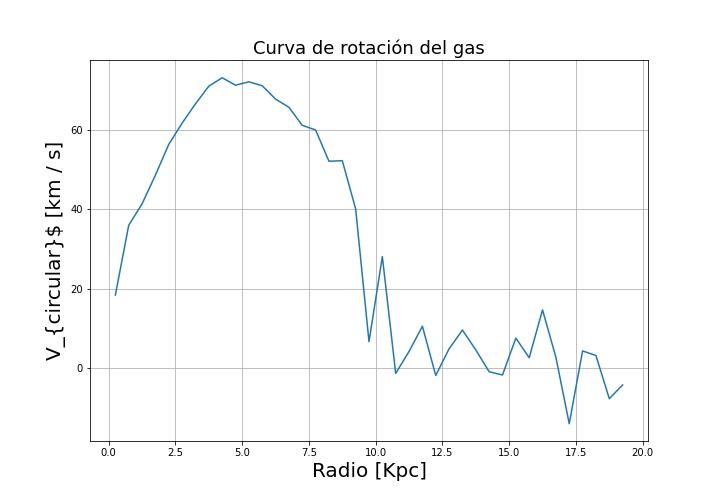 Curva de rotación del gas
V_{circular}$ [km / s]
60
40
20
0
0.0 2.5 5.0 7.5 10.0 12.5 15.0 17.5 20.0
Radio [Kpc]